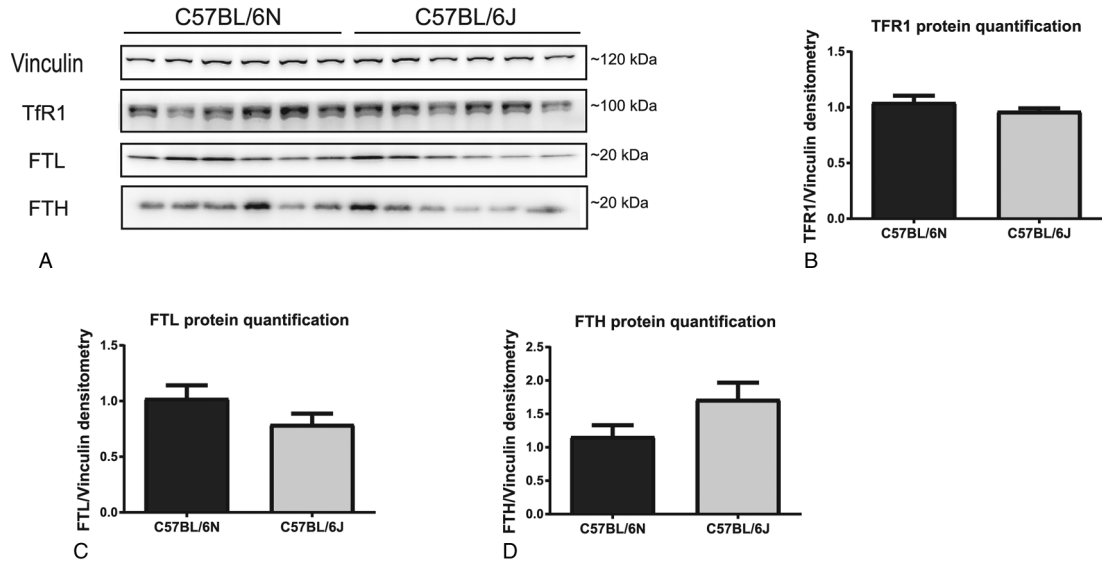 C57BL/6N C57BL/6J
Vinculin ~120 kDa
TfR1 ~100 kDa
FTL ~20 kDa
FTH ~20 kDa
A
TFR1 protein quantification
TFR1/Vinculin densitometry
1.5
1.0
0.5
0.0
C57BL/6N C57BL/6J
B
FTL protein quantification
FTL/Vinculin densitometry
1.5
1.0
0.5
0.0
C57BL/6N C57BL/6J
C
FTH protein quantification
FTH/Vinculin densitometry
2.5
2.0
1.5
1.0
0.5
0.0
C57BL/6N C57BL/6J
D